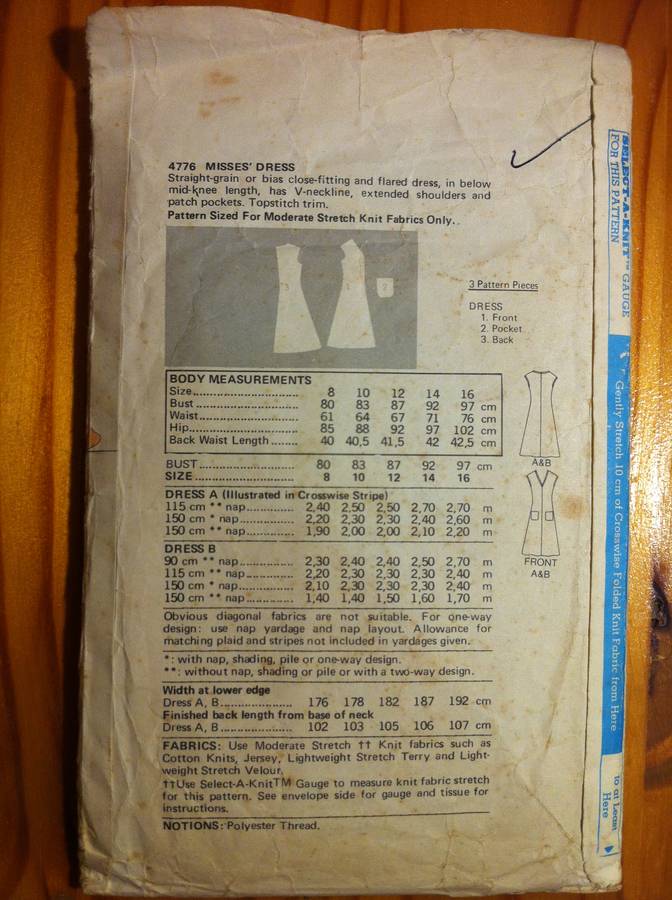 4776 MISSES' DRESS
Straight-grain or bias close-fitting and flared dress, in below
mid-knee length, has V-neckline, extended shoulders and
patch pockets. Topstitch trim.
Pattern Sized For Moderate Stretch Knit Fabrics Only.
3 Pattern Pieces
DRESS
1. Front
2. Pocket
3. Back
3
1
2
BODY MEASUREMENTS
Size 8 10 12 14 16
Bust 80 83 87 92 97 cm
Waist 61 64 67 71 76 cm
Hip 85 88 92 97 102 cm
Back Waist Length 40 40,5 41,5 42 42,5 cm
A&B
BUST 80 83 87 92 97 cm
SIZE 8 10 12 14 16
DRESS A (Illustrated in Crosswise Stripe)
115 cm ** nap 2,40 2,50 2,50 2,70 2,70 m
150 cm * nap 2,20 2,30 2,30 2,40 2,60 m
150 cm ** nap 1,90 2,00 2,00 2,10 2,20 m
DRESS B
90 cm ** nap 2,30 2,40 2,40 2,50 2,70 m
115 cm ** nap 2,20 2,30 2,30 2,30 2,40 m
150 cm * nap 2,10 2,30 2,30 2,30 2,40 m
150 cm ** nap 1,40 1,40 1,50 1,60 1,70 m
FRONT
A&B
Obvious diagonal fabrics are not suitable. For one-way
design: use nap yardage and nap layout. Allowance for
matching plaid and stripes not included in yardages given.
*: with nap, shading, pile or one-way design.
**: without nap, shading or pile or with a two-way design.
Width at lower edge
Dress A, B 176 178 182 187 192 cm
Finished back length from base of neck
Dress A, B 102 103 105 106 107 cm
FABRICS: Use Moderate Stretch †† Knit fabrics such as
Cotton Knits, Jersey, Lightweight Stretch Terry and Light-
weight Stretch Velour.
††Use Select-A-Knit™ Gauge to measure knit fabric stretch
for this pattern. See envelope side for gauge and tissue for
instructions.
NOTIONS: Polyester Thread.
SELECT-A-KNIT™ GAUGE
FOR THIS PATTERN
Gently Stretch 10 cm of Crosswise Folded Knit Fabric from Here
to at Least
Here